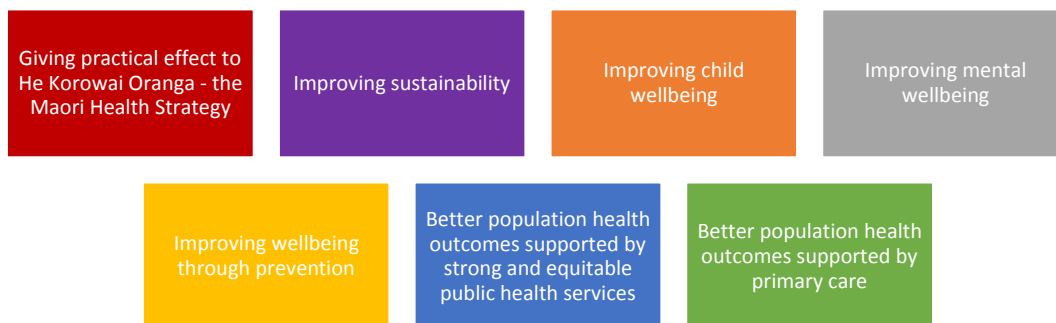 Giving practical effect to
He Korowai Oranga - the
Maori Health Strategy
Improving sustainability
Improving child
wellbeing
Improving mental
wellbeing
Improving wellbeing
through prevention
Better population health
outcomes supported by
strong and equitable
public health services
Better population health
outcomes supported by
primary care